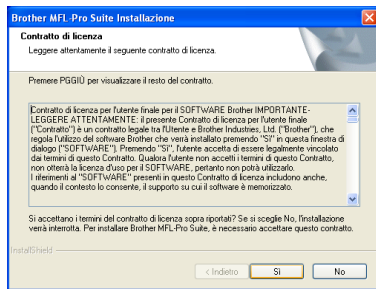 Brother MFL-Pro Suite Installazione
Contratto di licenza
Leggere attentamente il seguente contratto di licenza.
Premere PGGIÙ per visualizzare il resto del contratto.
Contratto di licenza per l'utente finale per il SOFTWARE Brother IMPORTANTE-
LEGGERE ATTENTAMENTE: il presente Contratto di licenza per l'utente finale
("Contratto") è un contratto legale tra l'Utente e Brother Industries, Ltd. ("Brother"), che
regola l'utilizzo del software Brother che verrà installato premendo "Sì" in questa finestra di
dialogo ("SOFTWARE"). Premendo "Sì", l'utente accetta di essere legalmente vincolato
dai termini di questo Contratto. Qualora l'utente non accetti i termini di questo Contratto,
non otterrà la licenza d'uso per il SOFTWARE, pertanto non potrà utilizzarlo.
I riferimenti al "SOFTWARE" presenti in questo Contratto di licenza includono anche,
quando il contesto lo consente, il supporto su cui il software è memorizzato.
Si accettano i termini del contratto di licenza sopra riportati? Se si sceglie No, l'installazione
verrà interrotta. Per installare Brother MFL-Pro Suite, è necessario accettare questo contratto.
InstallShield
< Indietro Sì No